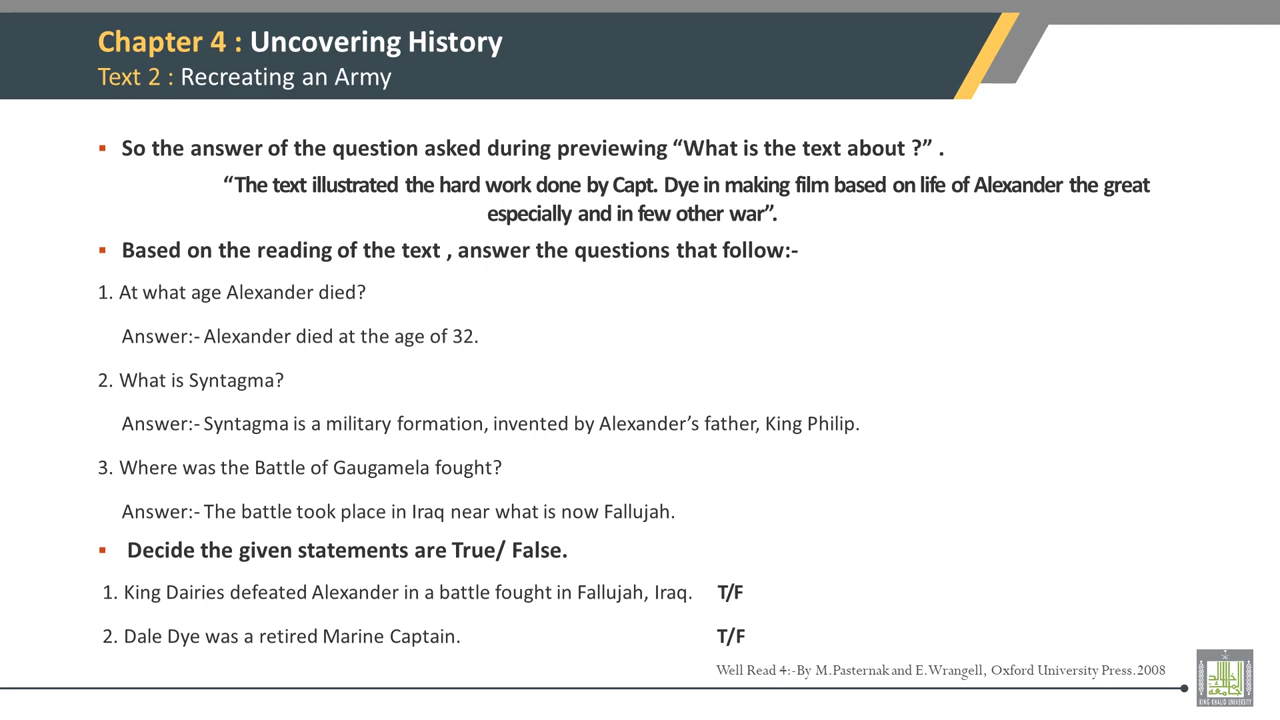 Chapter 4 : Uncovering History
Text 2 : Recreating an Army
▪ So the answer of the question asked during previewing “What is the text about ?” .
“The text illustrated the hard work done by Capt. Dye in making film based on life of Alexander the great
especially and in few other war”.
▪ Based on the reading of the text , answer the questions that follow:-
1. At what age Alexander died?
Answer:- Alexander died at the age of 32.
2. What is Syntagma?
Answer:- Syntagma is a military formation, invented by Alexander’s father, King Philip.
3. Where was the Battle of Gaugamela fought?
Answer:- The battle took place in Iraq near what is now Fallujah.
▪ Decide the given statements are True/ False.
1. King Dairies defeated Alexander in a battle fought in Fallujah, Iraq. T/F
2. Dale Dye was a retired Marine Captain. T/F
Well Read 4:-By M.Pasternak and E.Wrangell, Oxford University Press.2008
KING KHALID UNIVERSITY